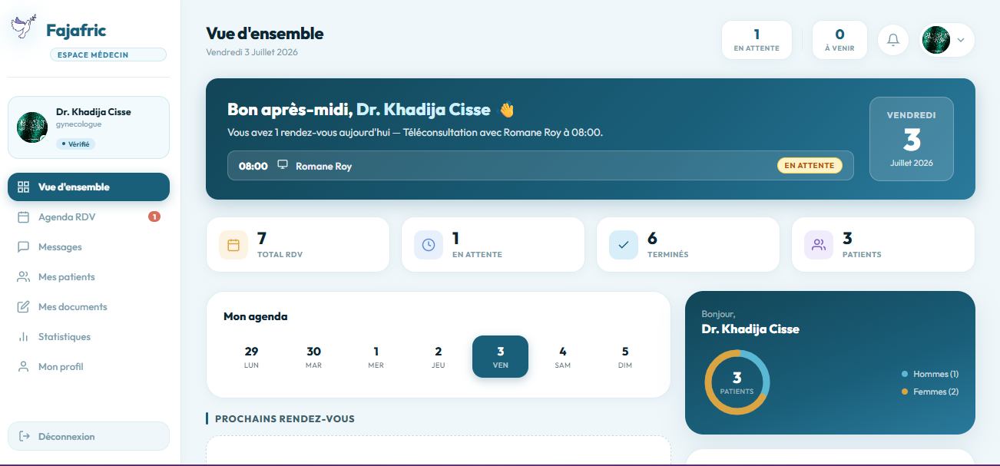 Fajafric
ESPACE MÉDECIN
Dr. Khadija Cisse
gynecologue
Vérifié
Vue d'ensemble
Agenda RDV
1
Messages
Mes patients
Mes documents
Statistiques
Mon profil
Déconnexion
Vue d'ensemble
Vendredi 3 Juillet 2026
1
EN ATTENTE
0
À VENIR
Bon après-midi, Dr. Khadija Cisse 👋
Vous avez 1 rendez-vous aujourd'hui — Téléconsultation avec Romane Roy à 08:00.
08:00 Romane Roy EN ATTENTE
VENDREDI
3
Juillet 2026
7
TOTAL RDV
1
EN ATTENTE
6
TERMINÉS
3
PATIENTS
Mon agenda
29 30 1 2 3 4 5
LUN MAR MER JEU VEN SAM DIM
PROCHAINS RENDEZ-VOUS
Bonjour,
Dr. Khadija Cisse
3
PATIENTS
Hommes (1)
Femmes (2)